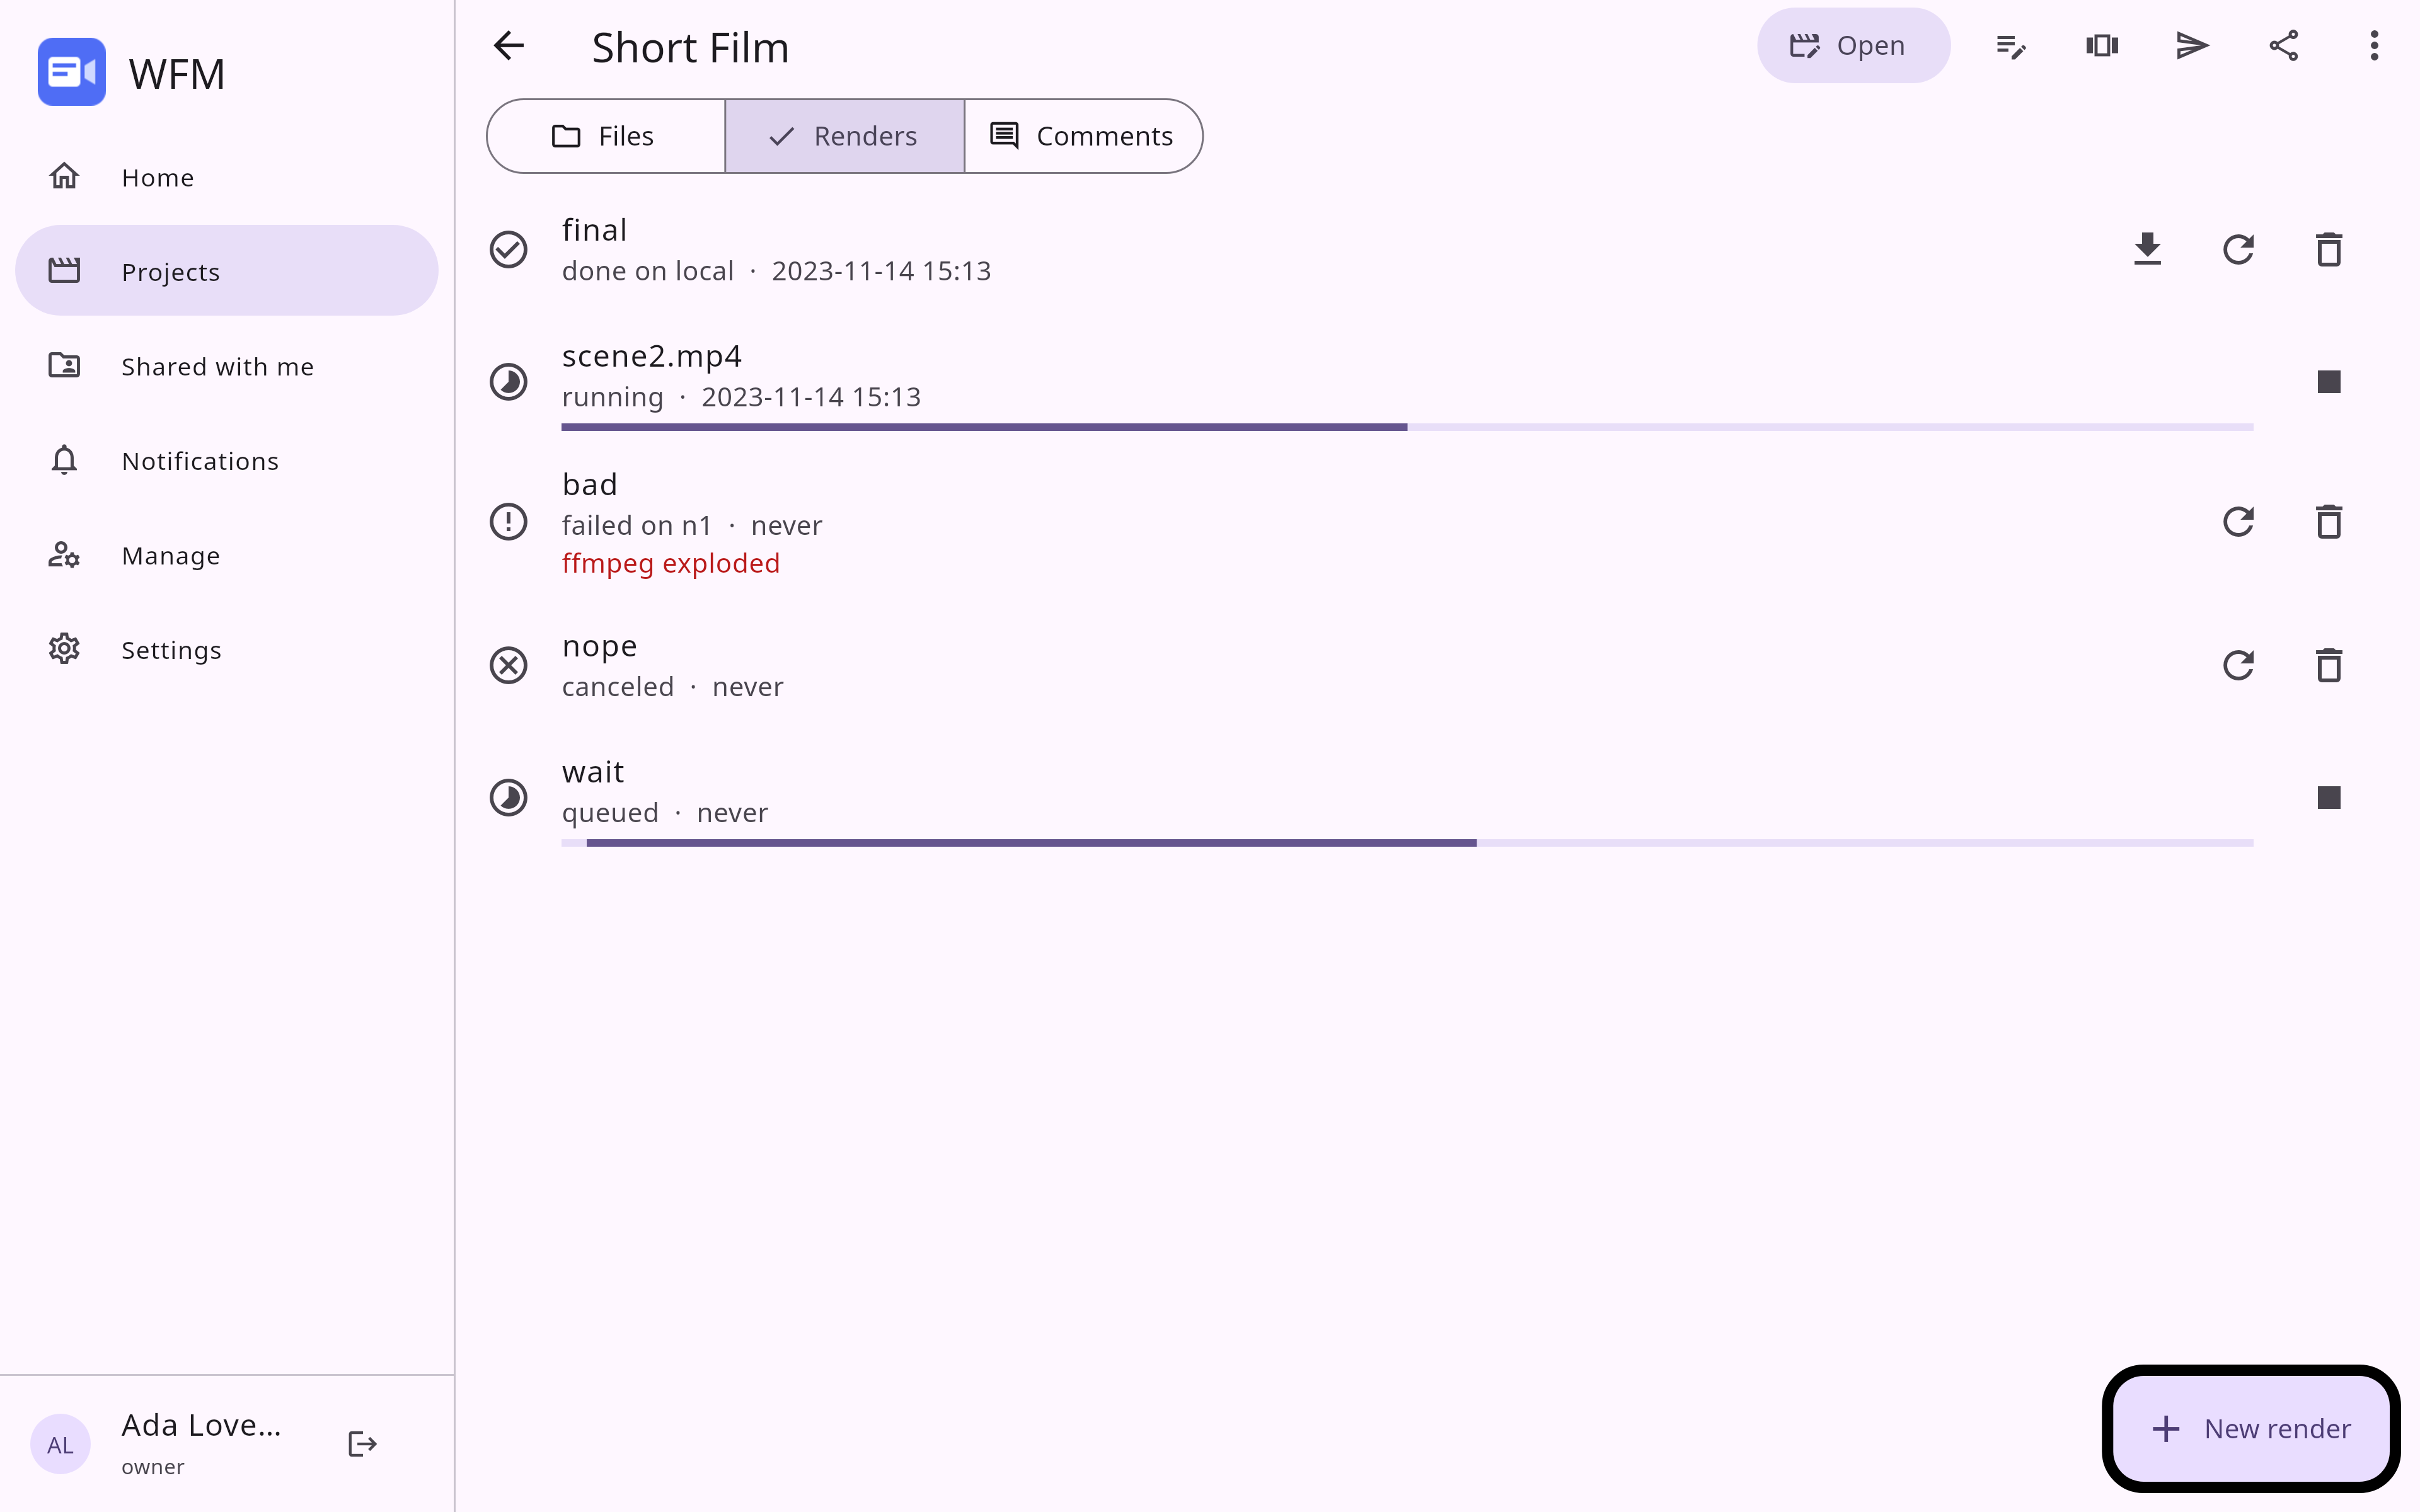 WFM
Home
Projects
Shared with me
Notifications
Manage
Settings
AL
Ada Love...
owner
Short Film
Open
Files
Renders
Comments
final
done on local · 2023-11-14 15:13
scene2.mp4
running · 2023-11-14 15:13
bad
failed on n1 · never
ffmpeg exploded
nope
canceled · never
wait
queued · never
New render